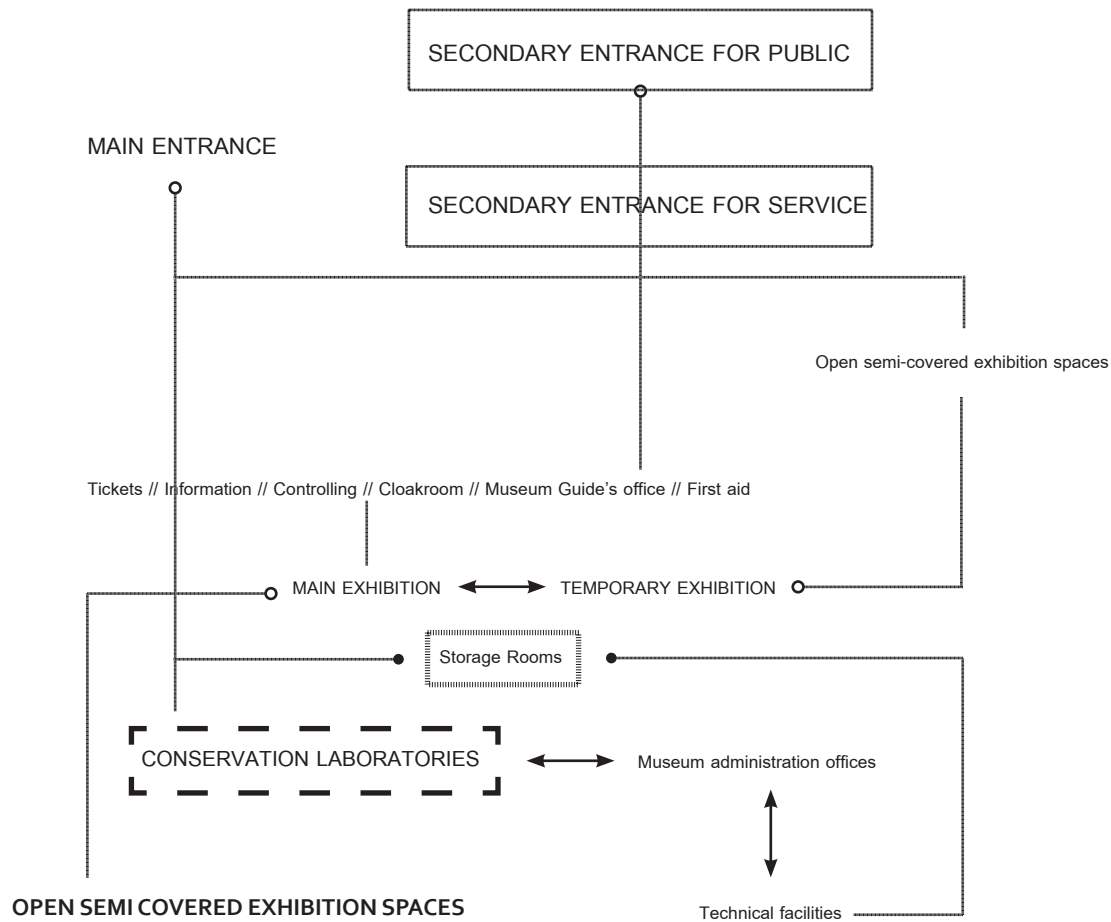 SECONDARY ENTRANCE FOR PUBLIC
MAIN ENTRANCE
SECONDARY ENTRANCE FOR SERVICE
Open semi-covered exhibition spaces
Tickets // Information // Controlling // Cloakroom // Museum Guide’s office // First aid
MAIN EXHIBITION
TEMPORARY EXHIBITION
Storage Rooms
CONSERVATION LABORATORIES
Museum administration offices
OPEN SEMI COVERED EXHIBITION SPACES
Technical facilities